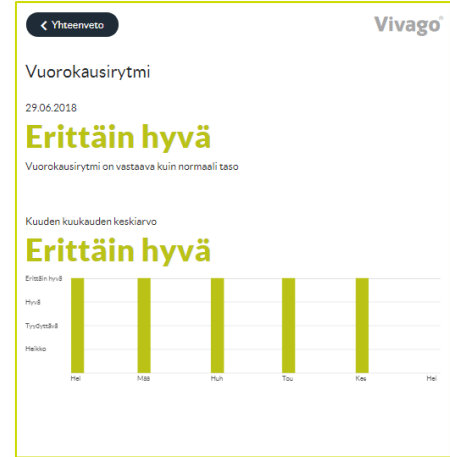 Yhteenveto
Vivago
Vuorokausirytmi
29.06.2018
Erittäin hyvä
Vuorokausirytmi on vastaava kuin normaali taso
Kuuden kuukauden keskiarvo
Erittäin hyvä
Erittäin hyvä
Hyvä
Tyydyttävä
Heikko
Hel Maa Huh Tou Kes Hei